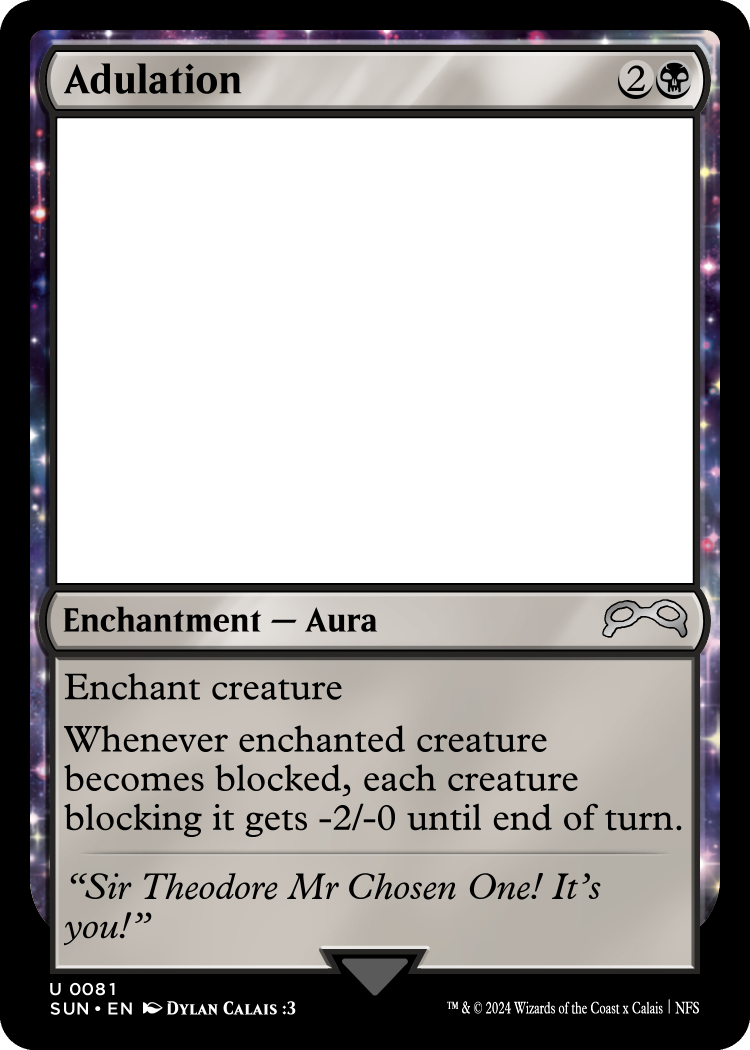 Adulation 2
Enchantment — Aura
Enchant creature
Whenever enchanted creature
becomes blocked, each creature
blocking it gets -2/-0 until end of turn.
“Sir Theodore Mr Chosen One! It’s
you!”
U 0081
SUN • EN Dylan Calais :3
™ & © 2024 Wizards of the Coast x Calais | NFS